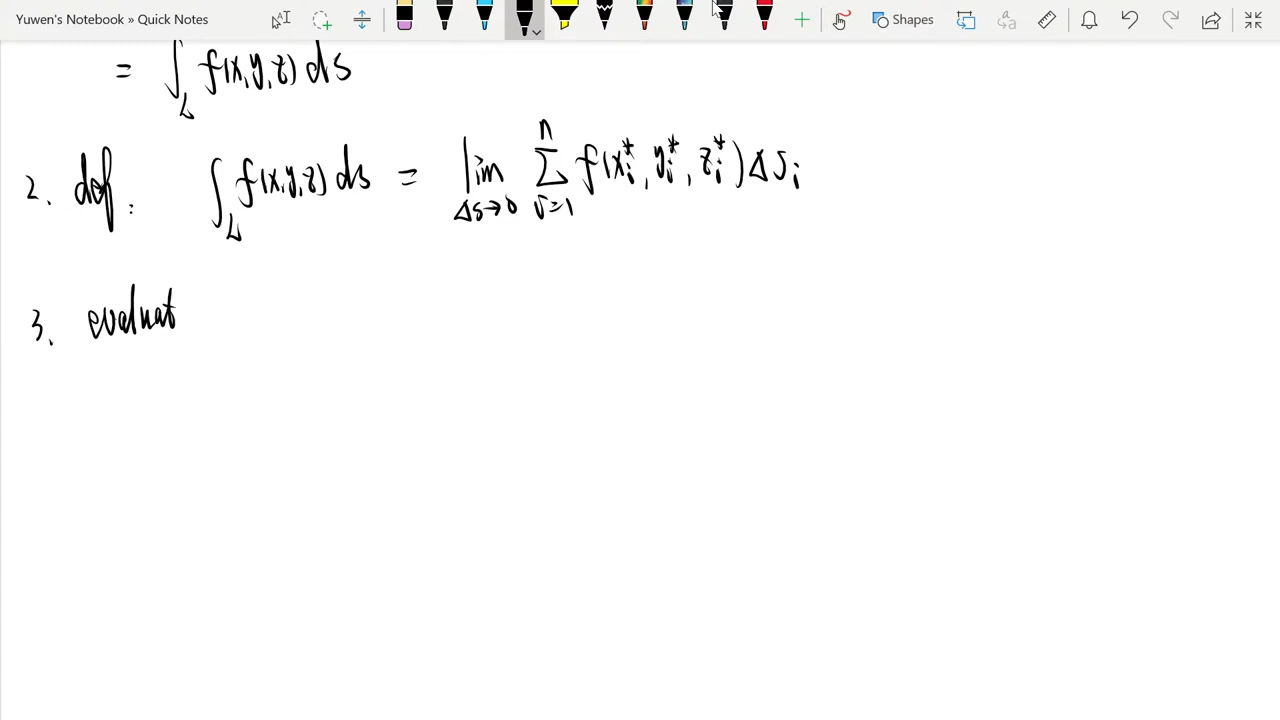 Yuwen's Notebook » Quick Notes
Shapes
= ∫_L f(x,y,z) ds
2. def: ∫_L f(x,y,z) ds = lim_{Δs→0} Σ_{i=1}^{n} f(x_i^*, y_i^*, z_i^*) ΔS_i
3. evaluat